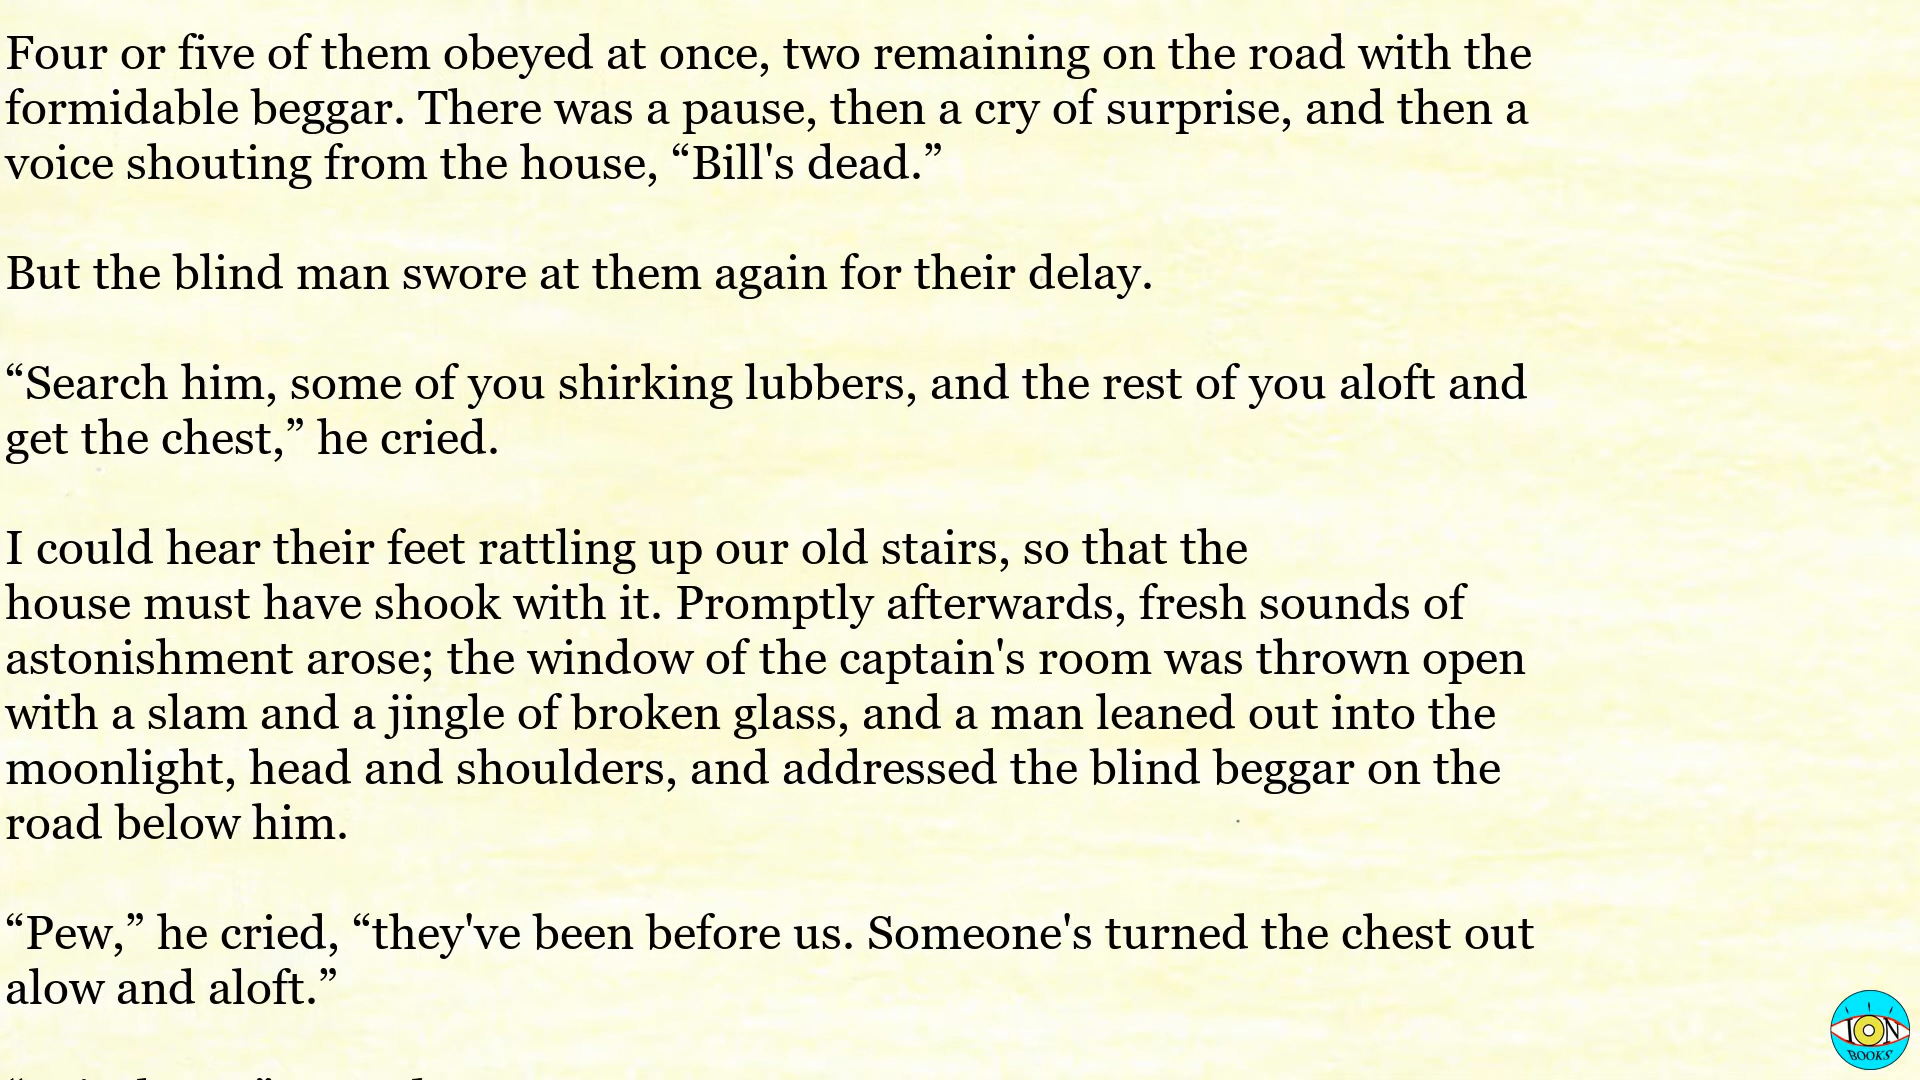 Four or five of them obeyed at once, two remaining on the road with the
formidable beggar. There was a pause, then a cry of surprise, and then a
voice shouting from the house, “Bill's dead.”
But the blind man swore at them again for their delay.
“Search him, some of you shirking lubbers, and the rest of you aloft and
get the chest,” he cried.
I could hear their feet rattling up our old stairs, so that the
house must have shook with it. Promptly afterwards, fresh sounds of
astonishment arose; the window of the captain's room was thrown open
with a slam and a jingle of broken glass, and a man leaned out into the
moonlight, head and shoulders, and addressed the blind beggar on the
road below him.
“Pew,” he cried, “they've been before us. Someone's turned the chest out
alow and aloft.”
ION
BOOKS